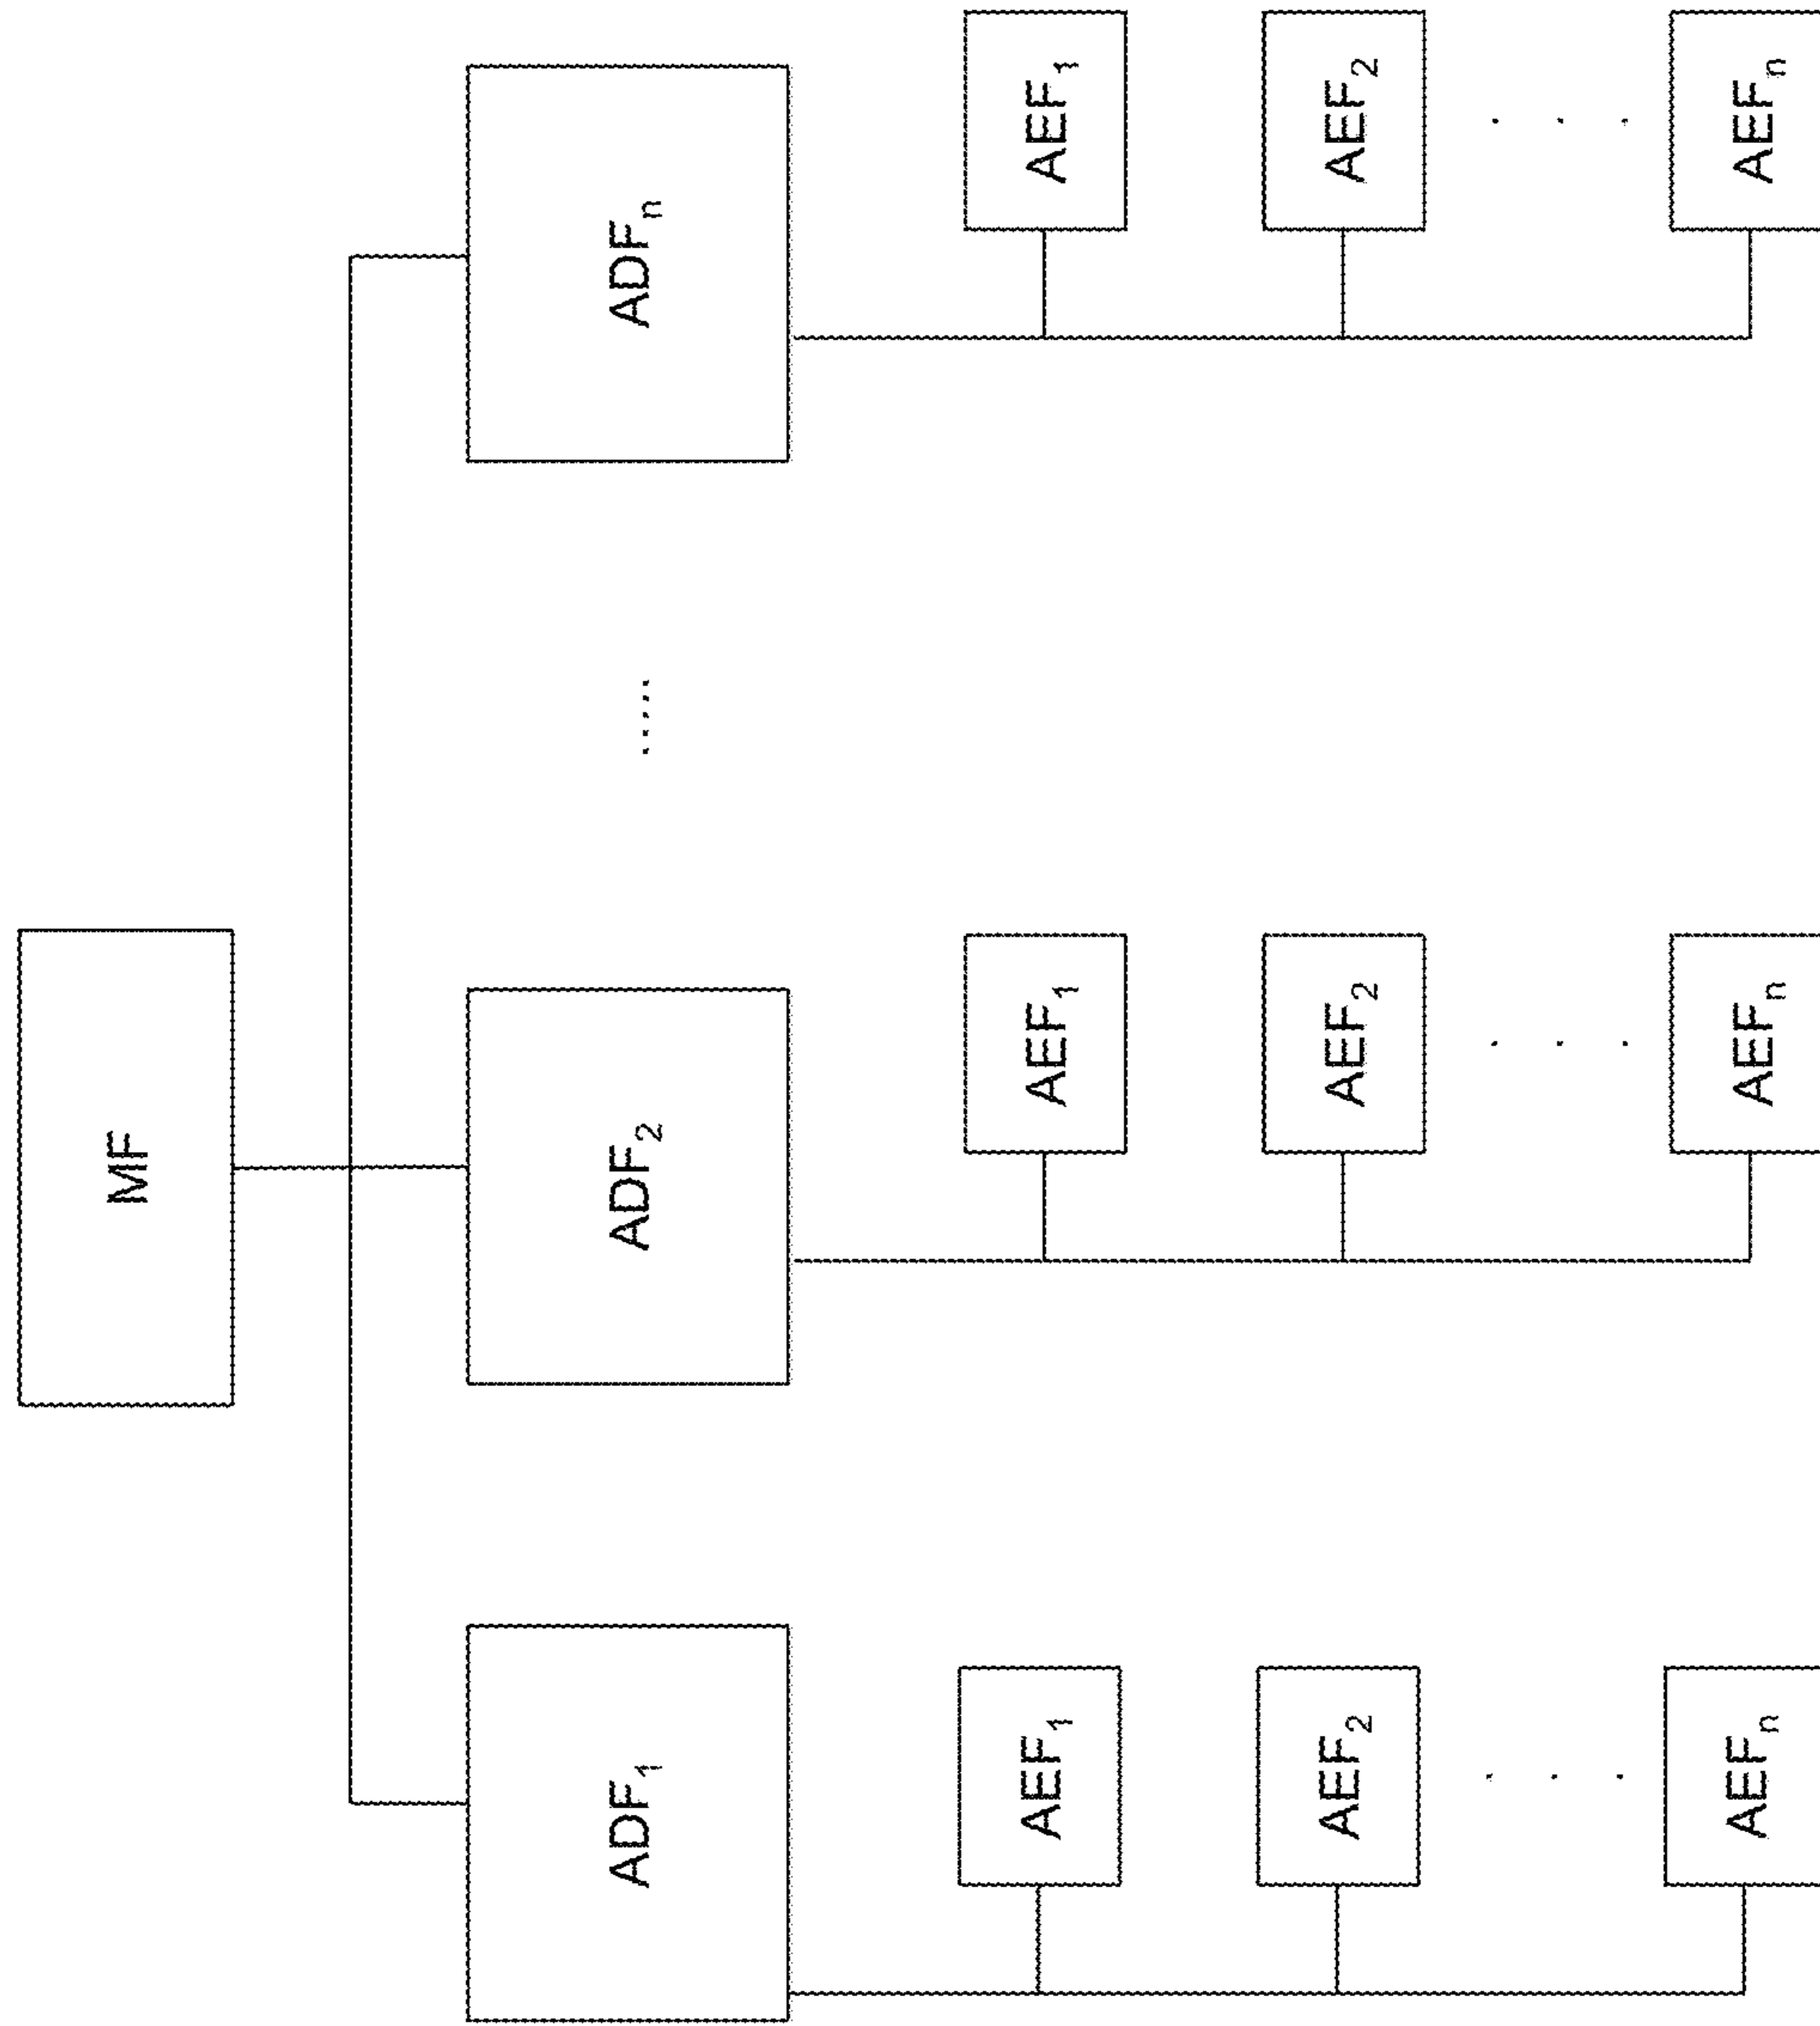 MF
ADF₁
ADF₂
.....
ADFₙ
AEF₁
AEF₁
AEF₁
AEF₂
AEF₂
AEF₂
. . .
. . .
. . .
AEFₙ
AEFₙ
AEFₙ